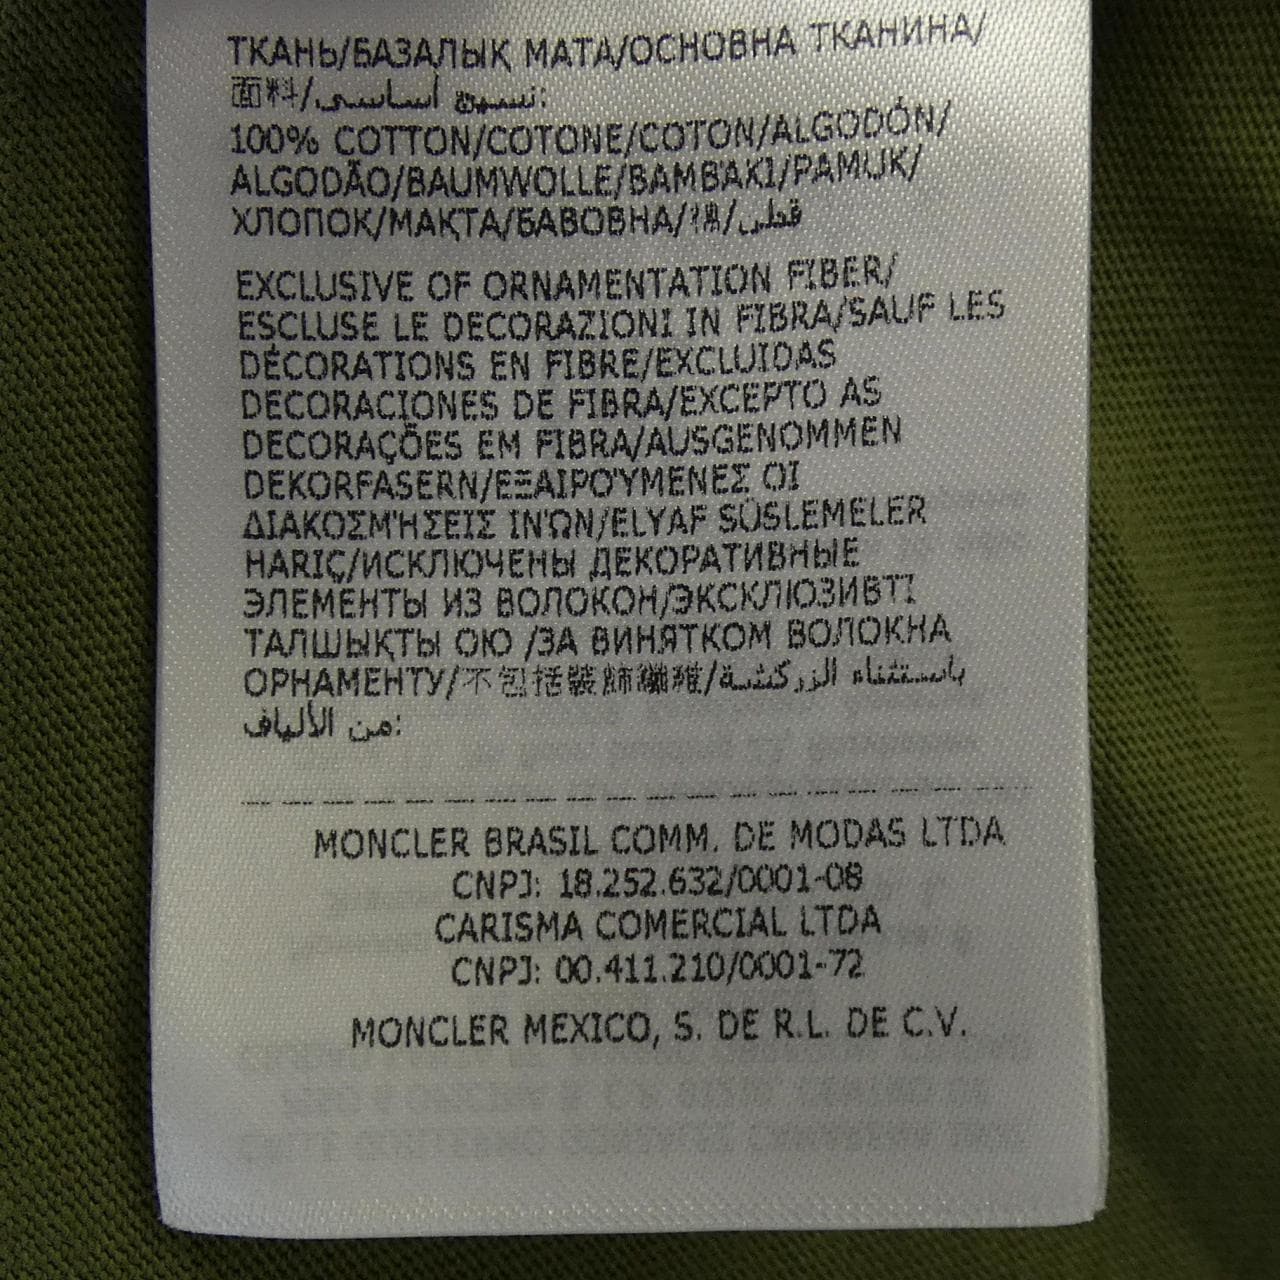 ТКАНЬ/БАЗАЛЫҚ МАТА/ОСНОВНА ТКАНИНА/
面料/نسيج أساسي:
100% COTTON/COTONE/COTON/ALGODÓN/
ALGODÃO/BAUMWOLLE/ΒΑΜΒΆΚΙ/PAMUK/
ХЛОПОК/МАҚТА/БАВОВНА/棉/قطن
EXCLUSIVE OF ORNAMENTATION FIBER/
ESCLUSE LE DECORAZIONI IN FIBRA/SAUF LES
DÉCORATIONS EN FIBRE/EXCLUIDAS
DECORACIONES DE FIBRA/EXCEPTO AS
DECORAÇÕES EM FIBRA/AUSGENOMMEN
DEKORFASERN/ΕΞΑΙΡΟΎΜΕΝΕΣ ΟΙ
ΔΙΑΚΟΣΜΉΣΕΙΣ ΙΝΏΝ/ELYAF SÜSLEMELER
HARIÇ/ИСКЛЮЧЕНЫ ДЕКОРАТИВНЫЕ
ЭЛЕМЕНТЫ ИЗ ВОЛОКОН/ЭКСКЛЮЗИВТІ
ТАЛШЫҚТЫ ОЮ /ЗА ВИНЯТКОМ ВОЛОКНА
ОРНАМЕНТУ/不包括裝飾纖維/باستثناء الزركشة
من الألياف:
MONCLER BRASIL COMM. DE MODAS LTDA
CNPJ: 18.252.632/0001-08
CARISMA COMERCIAL LTDA
CNPJ: 00.411.210/0001-72
MONCLER MEXICO, S. DE R.L. DE C.V.